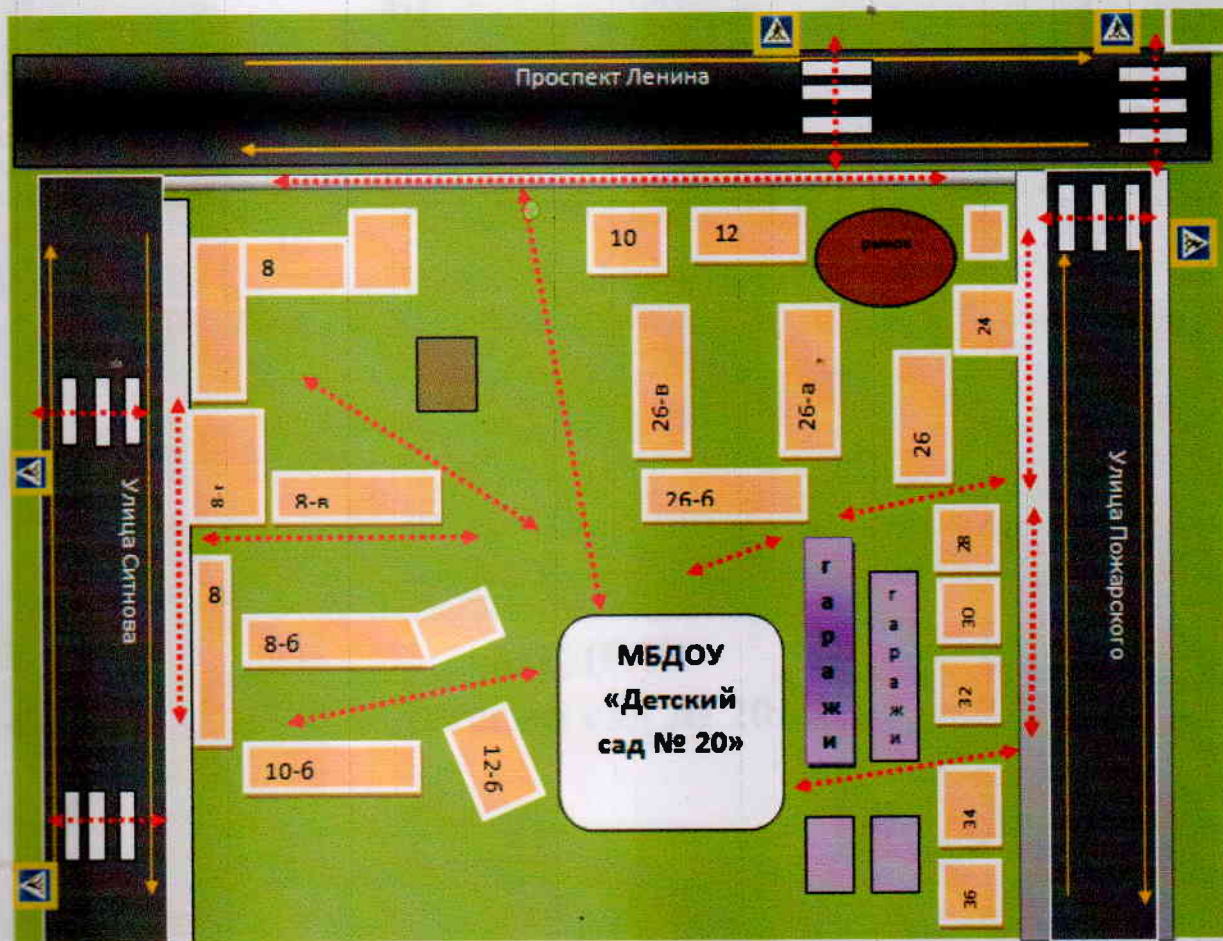 Проспект Ленина
8
10
12
рынок
24
26-в
26-а
26
8-г
8-в
26-б
Улица Ситнова
Улица Пожарского
28
гаражи
гаражи
30
8
8-б
МБДОУ
«Детский
сад № 20»
32
10-б
12-б
34
36